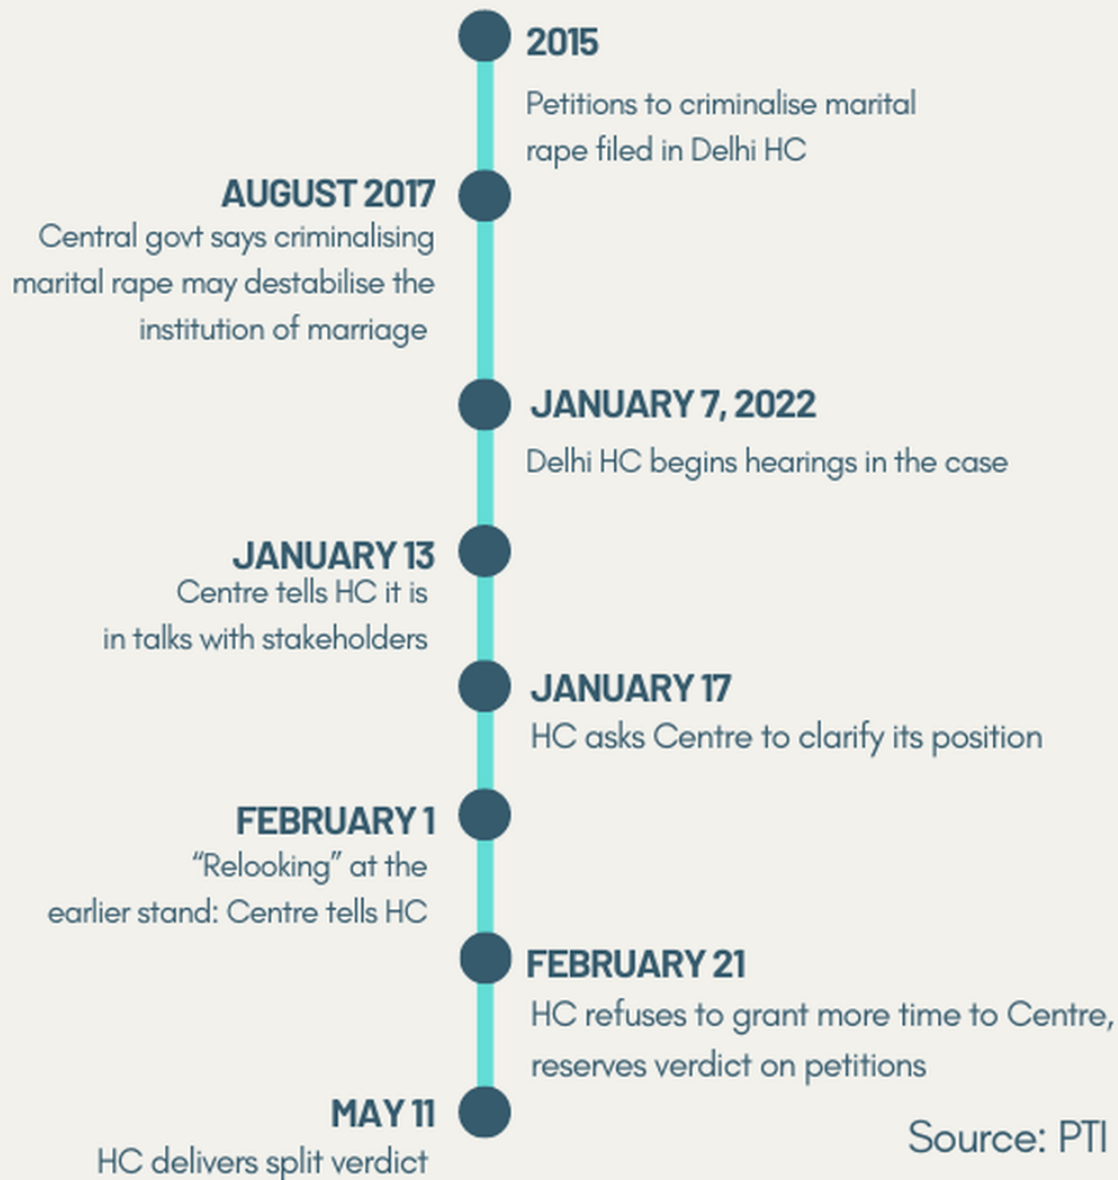 2015
Petitions to criminalise marital
rape filed in Delhi HC
AUGUST 2017
Central govt says criminalising
marital rape may destabilise the
institution of marriage
JANUARY 7, 2022
Delhi HC begins hearings in the case
JANUARY 13
Centre tells HC it is
in talks with stakeholders
JANUARY 17
HC asks Centre to clarify its position
FEBRUARY 1
“Relooking” at the
earlier stand: Centre tells HC
FEBRUARY 21
HC refuses to grant more time to Centre,
reserves verdict on petitions
MAY 11
HC delivers split verdict
Source: PTI